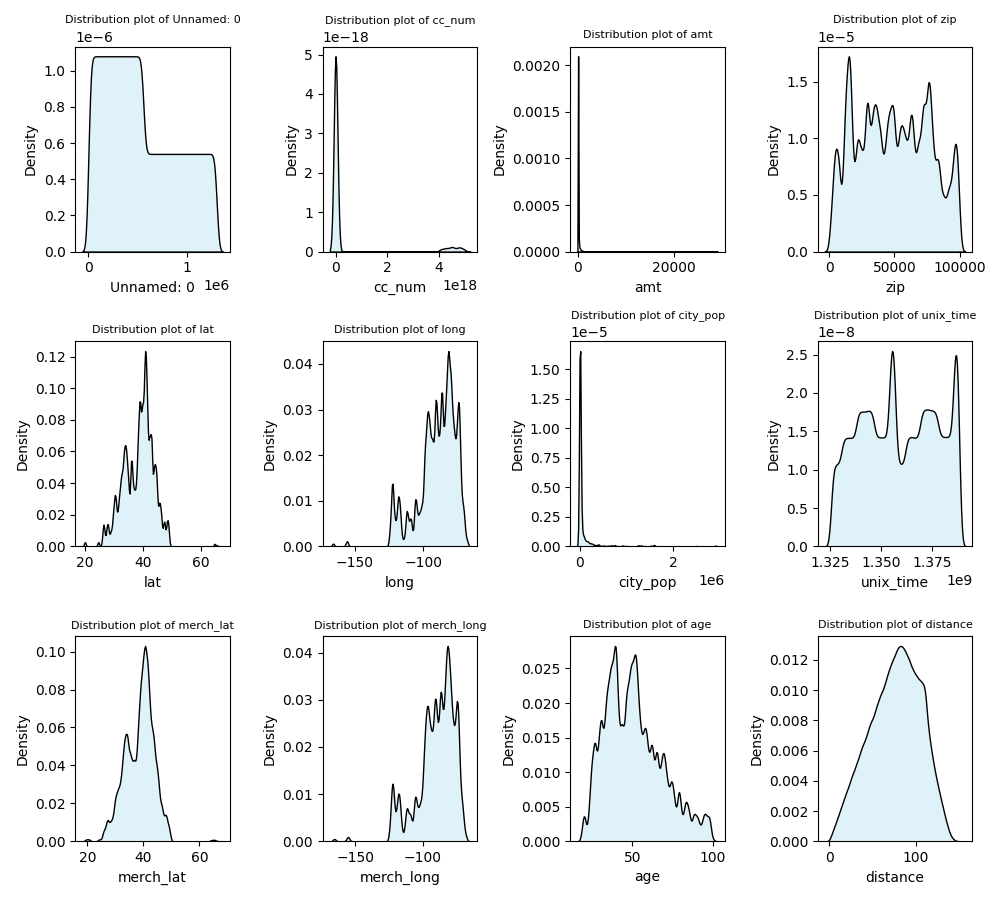 Distribution plot of Unnamed: 0
1e−6
1.0
0.8
0.6
0.4
0.2
0.0
Density
0 1
Unnamed: 0 1e6
Distribution plot of cc_num
1e−18
5
4
3
2
1
0
Density
0 2 4
cc_num 1e18
Distribution plot of amt
0.0020
0.0015
0.0010
0.0005
0.0000
Density
0 20000
amt
Distribution plot of zip
1e−5
1.5
1.0
0.5
0.0
Density
0 50000 100000
zip
Distribution plot of lat
0.12
0.10
0.08
0.06
0.04
0.02
0.00
Density
20 40 60
lat
Distribution plot of long
0.04
0.03
0.02
0.01
0.00
Density
−150 −100
long
Distribution plot of city_pop
1e−5
1.50
1.25
1.00
0.75
0.50
0.25
0.00
Density
0 2
city_pop 1e6
Distribution plot of unix_time
1e−8
2.5
2.0
1.5
1.0
0.5
0.0
Density
1.325 1.350 1.375
unix_time 1e9
Distribution plot of merch_lat
0.10
0.08
0.06
0.04
0.02
0.00
Density
20 40 60
merch_lat
Distribution plot of merch_long
0.04
0.03
0.02
0.01
0.00
Density
−150 −100
merch_long
Distribution plot of age
0.025
0.020
0.015
0.010
0.005
0.000
Density
50 100
age
Distribution plot of distance
0.012
0.010
0.008
0.006
0.004
0.002
0.000
Density
0 100
distance